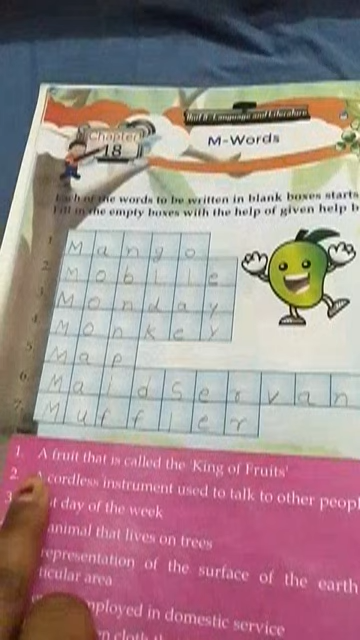 Unit 8 : Language and Literature
Chapter
18
M-Words
Each of the words to be written in blank boxes starts
Fill in the empty boxes with the help of given help b
1. Mango
2. Mobile
3. Monday
4. Monkey
5. Map
6. Maidservan
7. Muffler
1. A fruit that is called the 'King of Fruits'
2. A cordless instrument used to talk to other peopl
3 t day of the week
animal that lives on trees
representation of the surface of the earth
ticular area
mployed in domestic service
n cloth